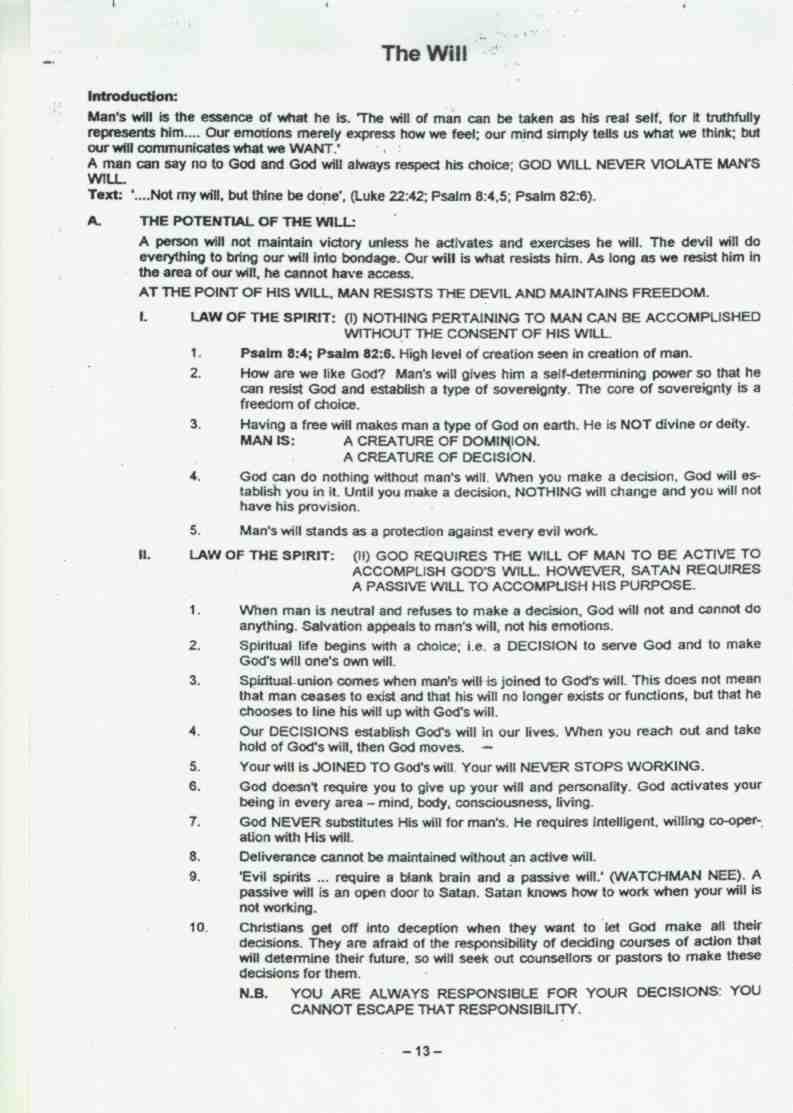 The Will
Introduction:
Man's will is the essence of what he is. 'The will of man can be taken as his real self, for it truthfully
represents him.... Our emotions merely express how we feel; our mind simply tells us what we think; but
our will communicates what we WANT.'
A man can say no to God and God will always respect his choice; GOD WILL NEVER VIOLATE MAN'S
WILL.
Text: '....Not my will, but thine be done', (Luke 22:42; Psalm 8:4,5; Psalm 82:6).
A. THE POTENTIAL OF THE WILL:
A person will not maintain victory unless he activates and exercises he will. The devil will do
everything to bring our will into bondage. Our will is what resists him. As long as we resist him in
the area of our will, he cannot have access.
AT THE POINT OF HIS WILL, MAN RESISTS THE DEVIL AND MAINTAINS FREEDOM.
I. LAW OF THE SPIRIT: (I) NOTHING PERTAINING TO MAN CAN BE ACCOMPLISHED
WITHOUT THE CONSENT OF HIS WILL.
1. Psalm 8:4; Psalm 82:6. High level of creation seen in creation of man.
2. How are we like God? Man's will gives him a self-determining power so that he
can resist God and establish a type of sovereignty. The core of sovereignty is a
freedom of choice.
3. Having a free will makes man a type of God on earth. He is NOT divine or deity.
MAN IS: A CREATURE OF DOMINION.
A CREATURE OF DECISION.
4. God can do nothing without man's will. When you make a decision, God will es-
tablish you in it. Until you make a decision, NOTHING will change and you will not
have his provision.
5. Man's will stands as a protection against every evil work.
II. LAW OF THE SPIRIT: (II) GOD REQUIRES THE WILL OF MAN TO BE ACTIVE TO
ACCOMPLISH GOD'S WILL. HOWEVER, SATAN REQUIRES
A PASSIVE WILL TO ACCOMPLISH HIS PURPOSE.
1. When man is neutral and refuses to make a decision, God will not and cannot do
anything. Salvation appeals to man's will, not his emotions.
2. Spiritual life begins with a choice; i.e. a DECISION to serve God and to make
God's will one's own will.
3. Spiritual union comes when man's will is joined to God's will. This does not mean
that man ceases to exist and that his will no longer exists or functions, but that he
chooses to line his will up with God's will.
4. Our DECISIONS establish God's will in our lives. When you reach out and take
hold of God's will, then God moves. –
5. Your will is JOINED TO God's will. Your will NEVER STOPS WORKING.
6. God doesn't require you to give up your will and personality. God activates your
being in every area – mind, body, consciousness, living.
7. God NEVER substitutes His will for man's. He requires intelligent, willing co-oper-
ation with His will.
8. Deliverance cannot be maintained without an active will.
9. 'Evil spirits ... require a blank brain and a passive will.' (WATCHMAN NEE). A
passive will is an open door to Satan. Satan knows how to work when your will is
not working.
10. Christians get off into deception when they want to let God make all their
decisions. They are afraid of the responsibility of deciding courses of action that
will determine their future, so will seek out counsellors or pastors to make these
decisions for them.
N.B. YOU ARE ALWAYS RESPONSIBLE FOR YOUR DECISIONS: YOU
CANNOT ESCAPE THAT RESPONSIBILITY.
– 13 –